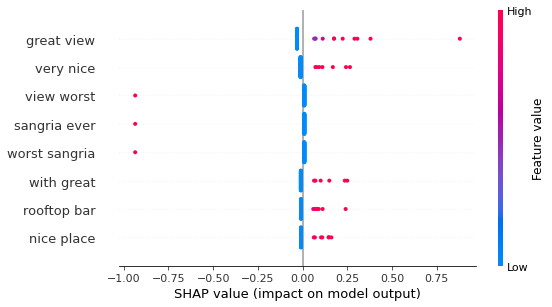 High
great view
very nice
view worst
sangria ever
worst sangria
with great
rooftop bar
nice place
Feature value
Low
−1.00 −0.75 −0.50 −0.25 0.00 0.25 0.50 0.75
SHAP value (impact on model output)